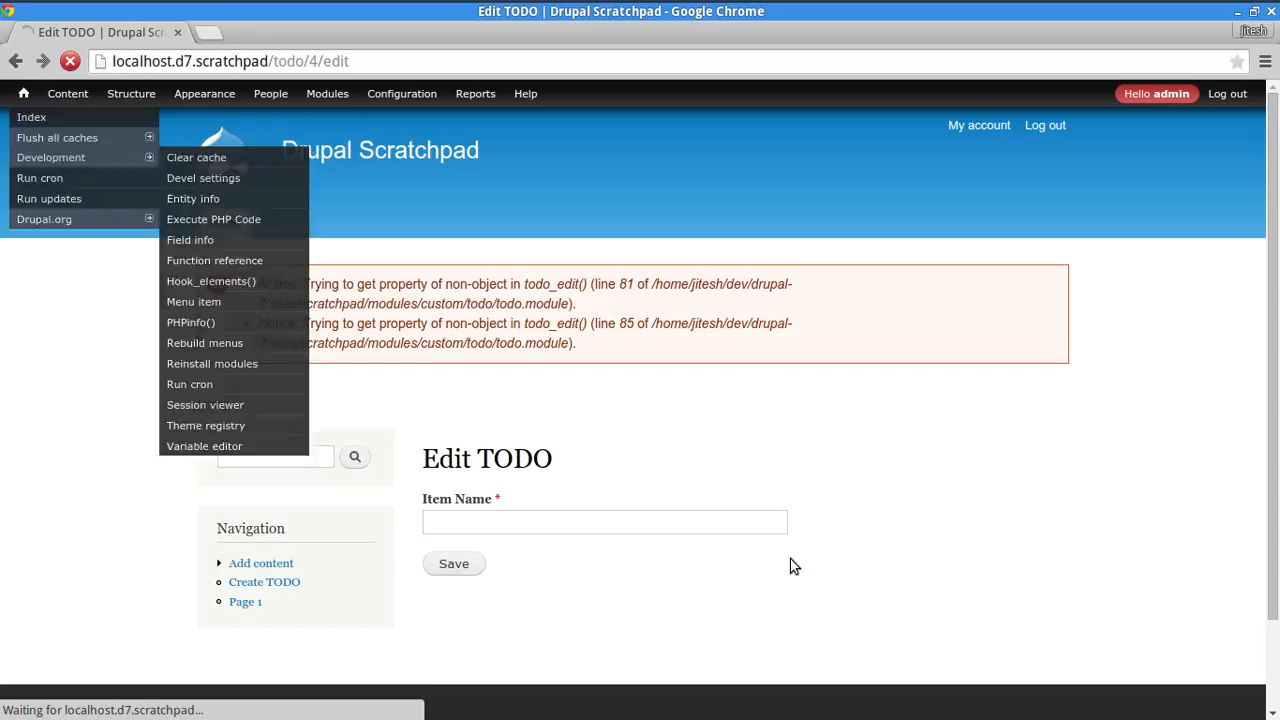 Edit TODO | Drupal Scratchpad - Google Chrome
Edit TODO | Drupal Scr
Jitesh
localhost.d7.scratchpad/todo/4/edit
Content Structure Appearance People Modules Configuration Reports Help Hello admin Log out
Index
Flush all caches
Development
Run cron
Run updates
Drupal.org
Clear cache
Devel settings
Entity info
Execute PHP Code
Field info
Function reference
Hook_elements()
Menu item
PHPinfo()
Rebuild menus
Reinstall modules
Run cron
Session viewer
Theme registry
Variable editor
My account Log out
Drupal Scratchpad
Trying to get property of non-object in todo_edit() (line 81 of /home/jitesh/dev/drupal-
scratchpad/modules/custom/todo/todo.module).
Trying to get property of non-object in todo_edit() (line 85 of /home/jitesh/dev/drupal-
scratchpad/modules/custom/todo/todo.module).
Edit TODO
Item Name *
Save
Navigation
Add content
Create TODO
Page 1
Waiting for localhost.d7.scratchpad...